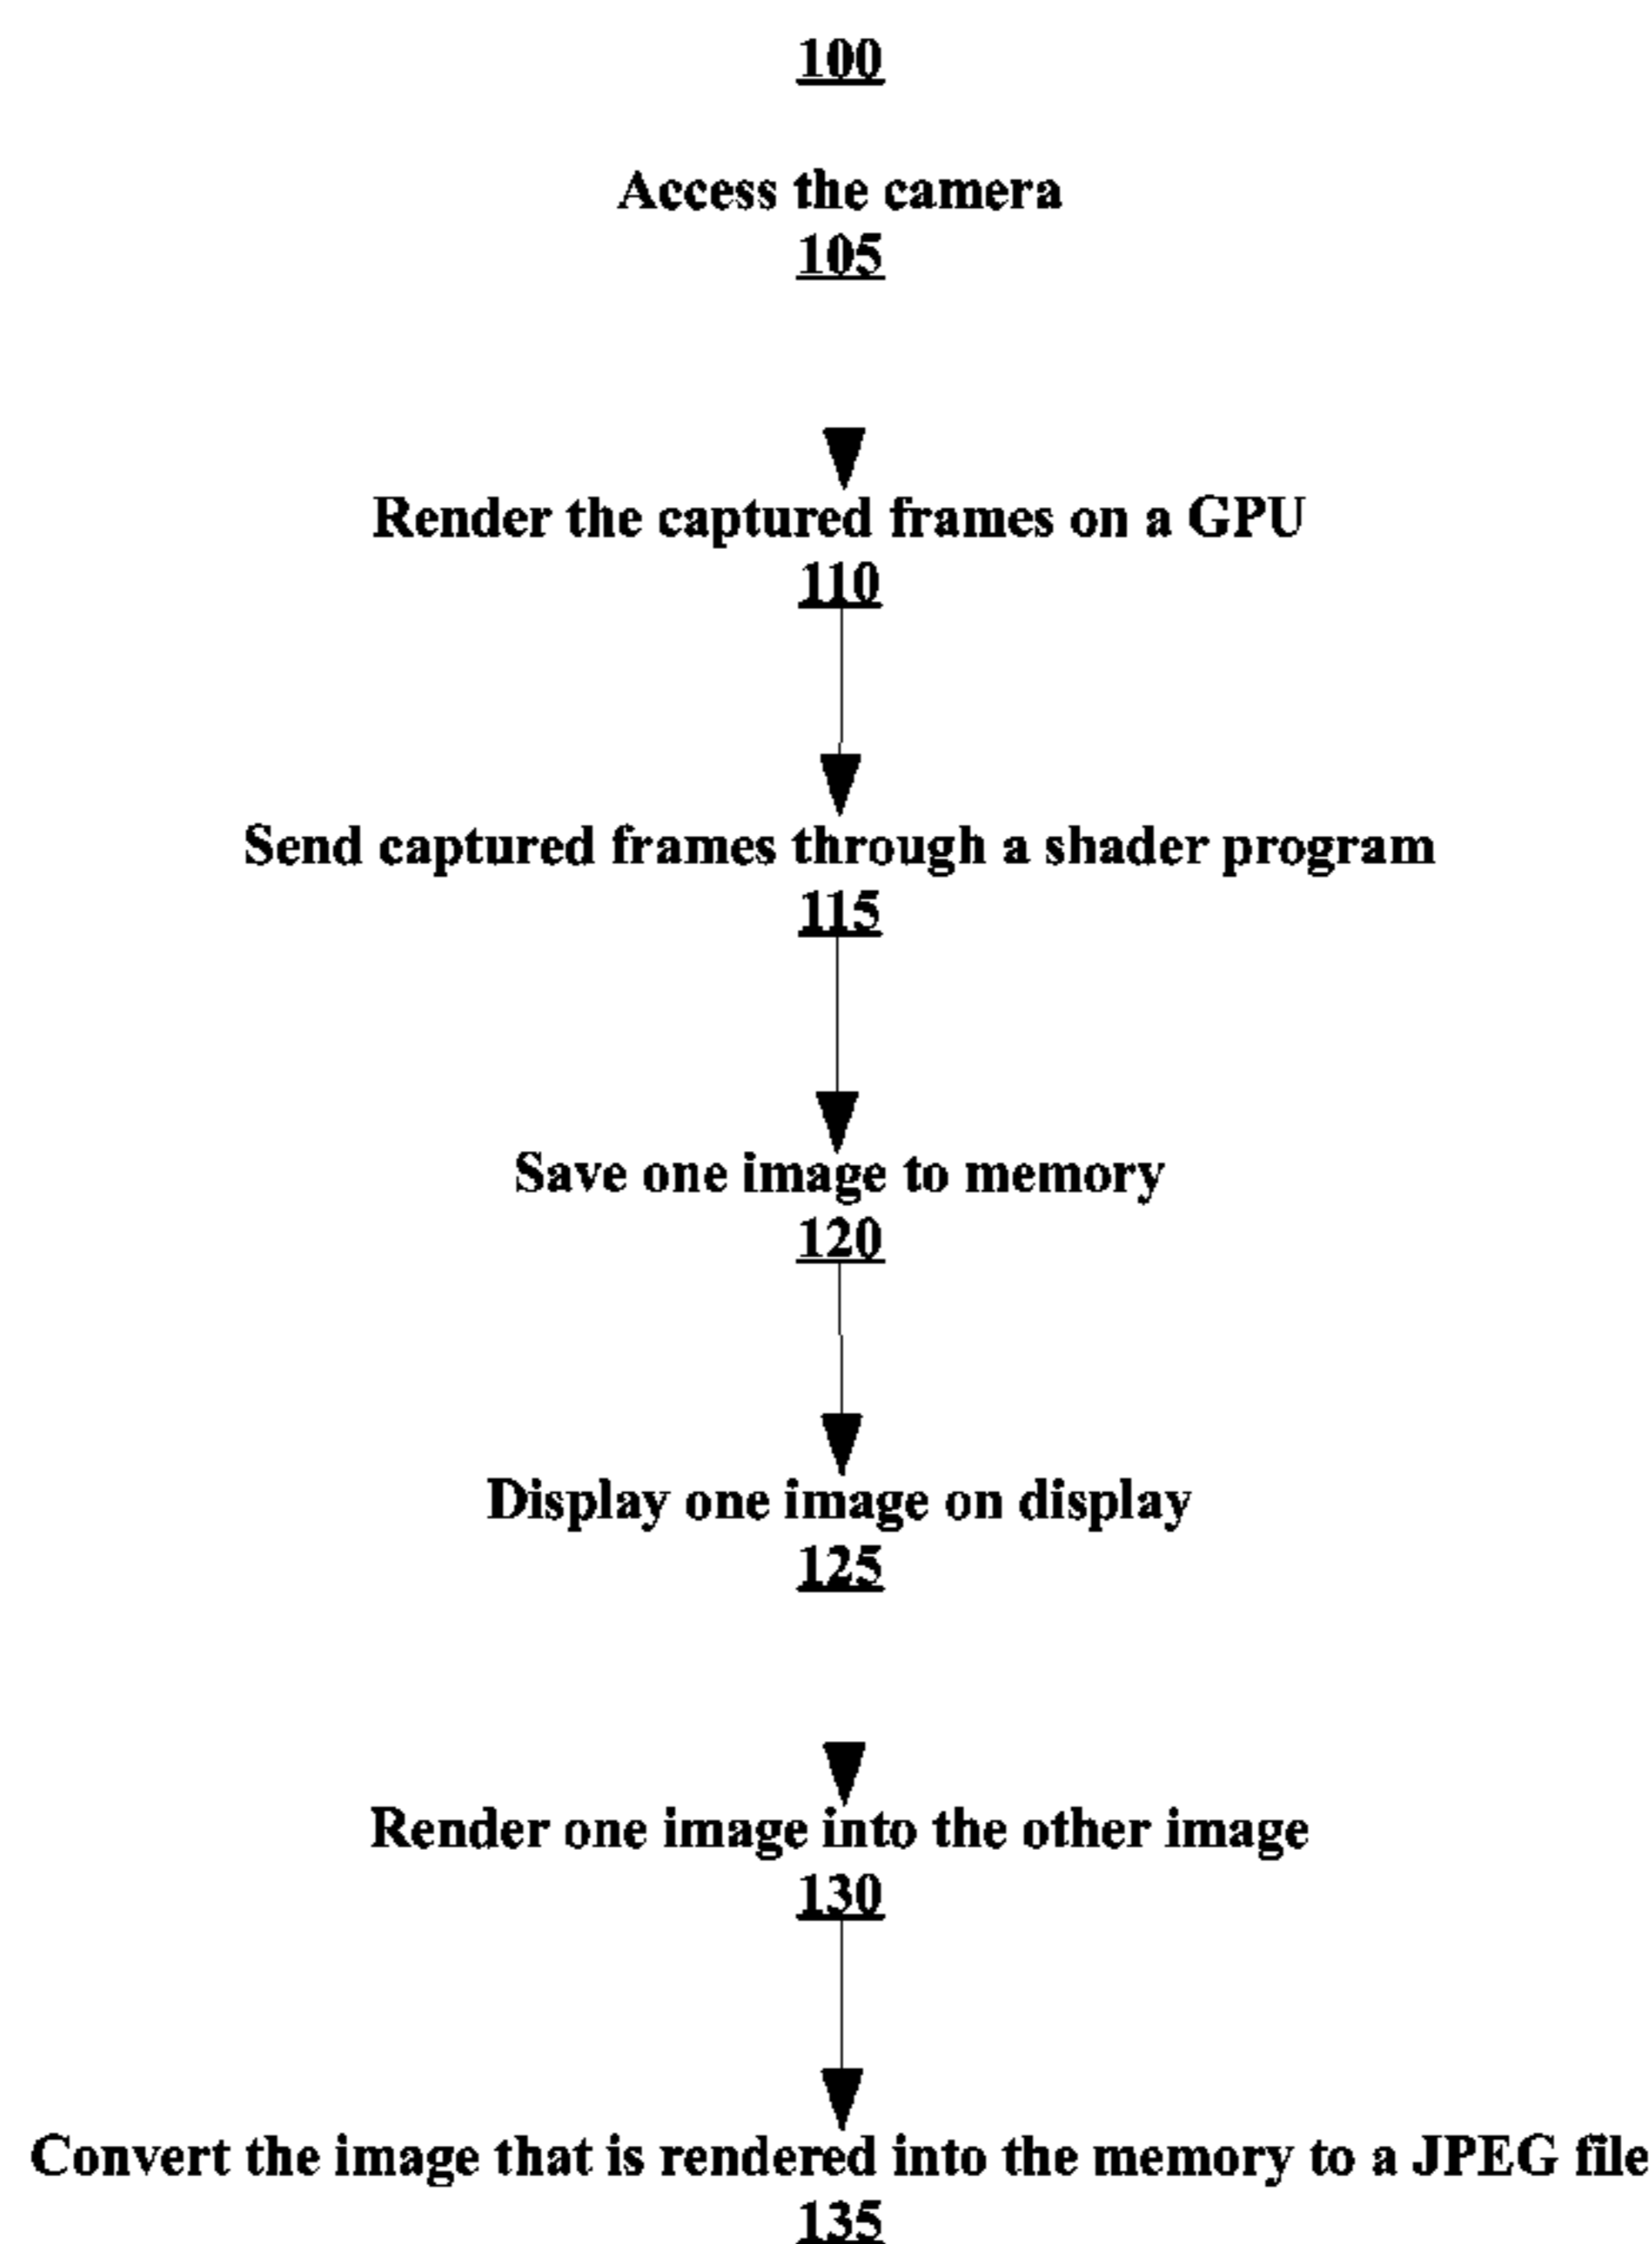 100
Access the camera
105
Render the captured frames on a GPU
110
Send captured frames through a shader program
115
Save one image to memory
120
Display one image on display
125
Render one image into the other image
130
Convert the image that is rendered into the memory to a JPEG file
135